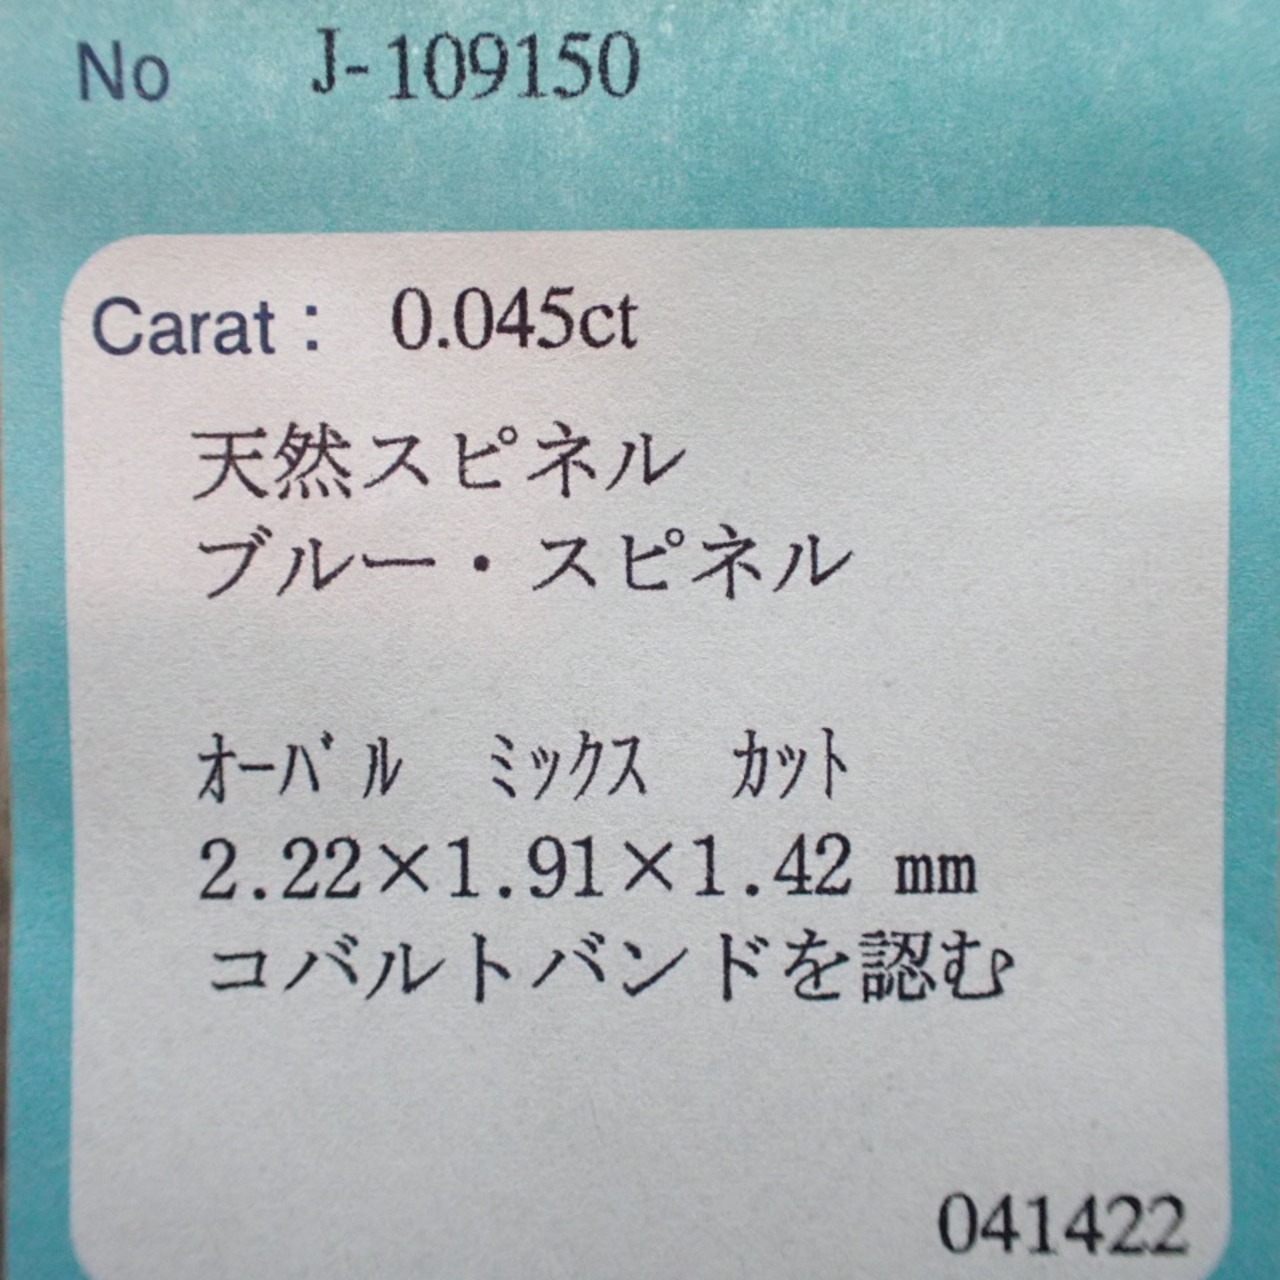 No J-109150
Carat : 0.045ct
天然スピネル
ブルー・スピネル
ｵｰﾊﾞﾙ ﾐｯｸｽ ｶｯﾄ
2.22×1.91×1.42 mm
コバルトバンドを認む
041422